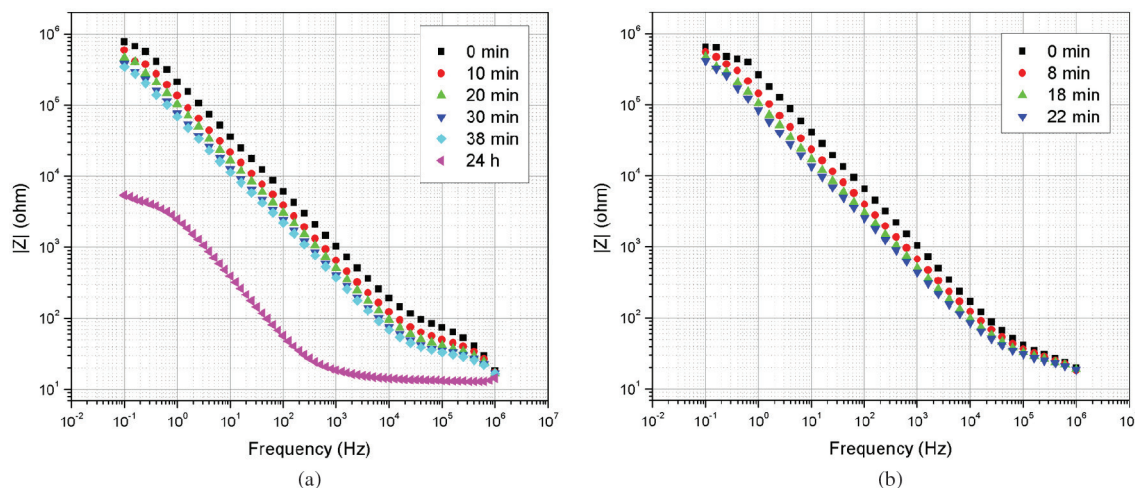 10^6
10^5
10^4
10^3
10^2
10^1
|Z| (ohm)
0 min
10 min
20 min
30 min
38 min
24 h
10^-2 10^-1 10^0 10^1 10^2 10^3 10^4 10^5 10^6 10^7
Frequency (Hz)
(a)
10^6
10^5
10^4
10^3
10^2
10^1
|Z| (ohm)
0 min
8 min
18 min
22 min
10^-2 10^-1 10^0 10^1 10^2 10^3 10^4 10^5 10^6 10
Frequency (Hz)
(b)